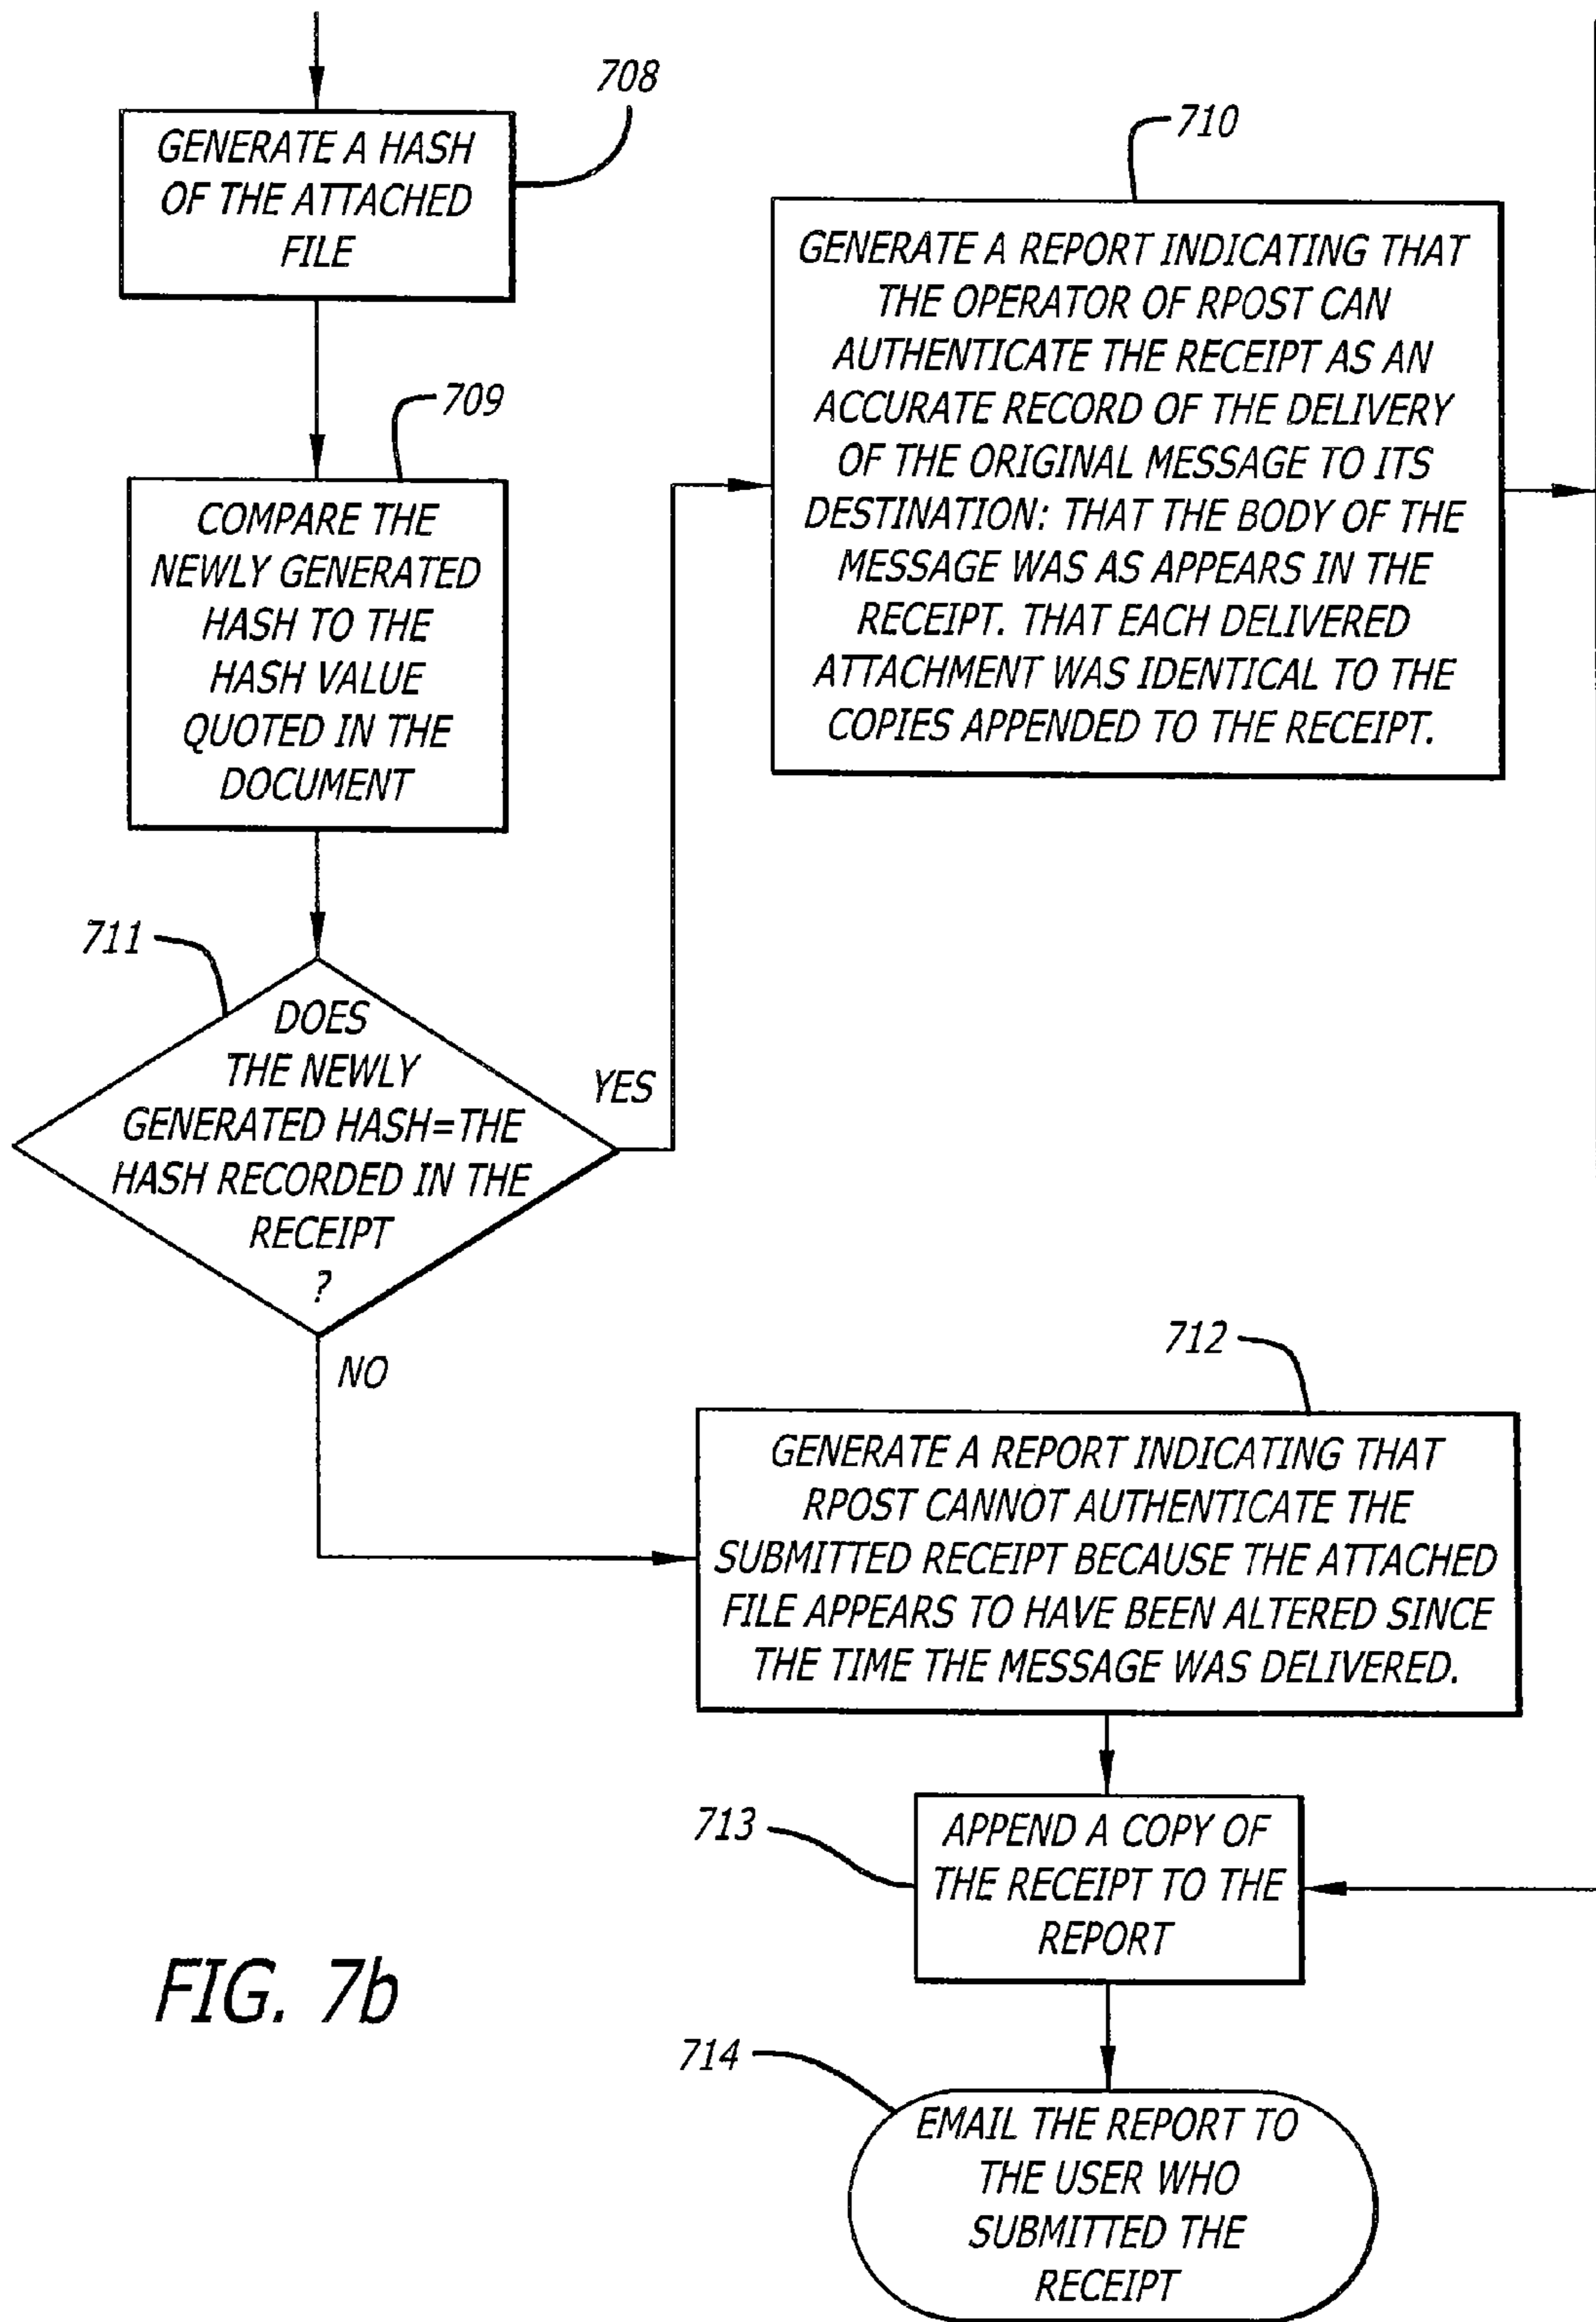 708
GENERATE A HASH
OF THE ATTACHED
FILE
709
COMPARE THE
NEWLY GENERATED
HASH TO THE
HASH VALUE
QUOTED IN THE
DOCUMENT
710
GENERATE A REPORT INDICATING THAT
THE OPERATOR OF RPOST CAN
AUTHENTICATE THE RECEIPT AS AN
ACCURATE RECORD OF THE DELIVERY
OF THE ORIGINAL MESSAGE TO ITS
DESTINATION: THAT THE BODY OF THE
MESSAGE WAS AS APPEARS IN THE
RECEIPT. THAT EACH DELIVERED
ATTACHMENT WAS IDENTICAL TO THE
COPIES APPENDED TO THE RECEIPT.
711
DOES
THE NEWLY
GENERATED HASH=THE
HASH RECORDED IN THE
RECEIPT
?
YES
NO
712
GENERATE A REPORT INDICATING THAT
RPOST CANNOT AUTHENTICATE THE
SUBMITTED RECEIPT BECAUSE THE ATTACHED
FILE APPEARS TO HAVE BEEN ALTERED SINCE
THE TIME THE MESSAGE WAS DELIVERED.
713
APPEND A COPY OF
THE RECEIPT TO THE
REPORT
714
EMAIL THE REPORT TO
THE USER WHO
SUBMITTED THE
RECEIPT
FIG. 7b